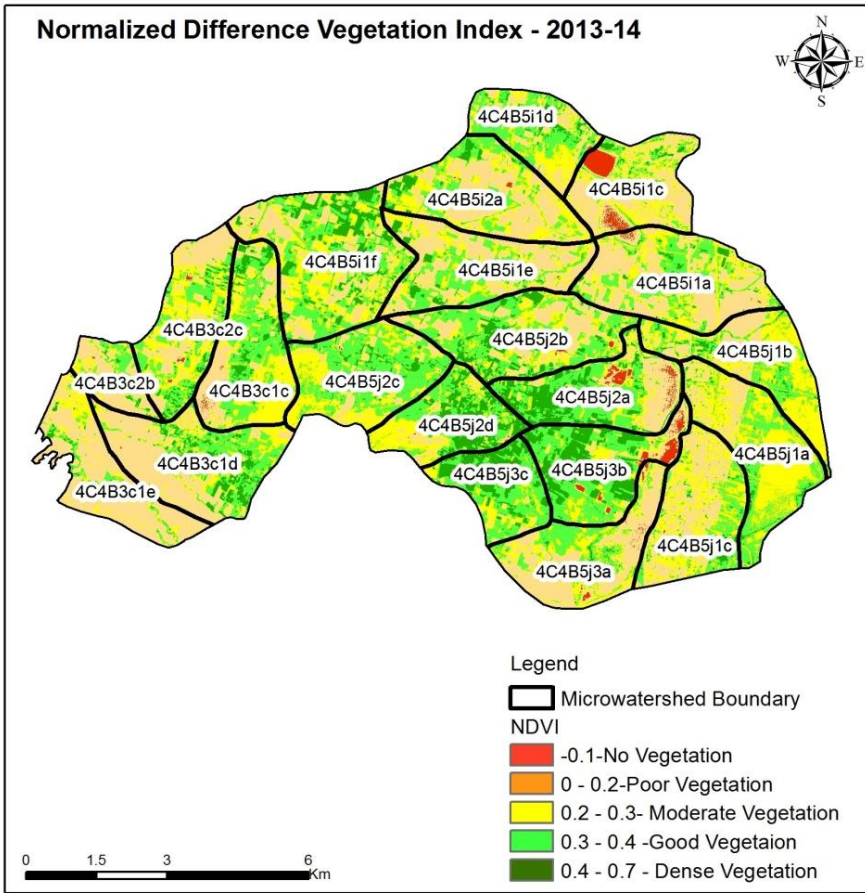 Normalized Difference Vegetation Index - 2013-14
N
W E
S
4C4B5i1d
4C4B5i1c
4C4B5i2a
4C4B5i1f
4C4B5i1e
4C4B5i1a
4C4B3c2c
4C4B5j2b
4C4B5j1b
4C4B3c2b
4C4B3c1c
4C4B5j2c
4C4B5j2a
4C4B5j2d
4C4B5j1a
4C4B3c1d
4C4B5j3c
4C4B5j3b
4C4B3c1e
4C4B5j1c
4C4B5j3a
Legend
Microwatershed Boundary
NDVI
-0.1-No Vegetation
0 - 0.2-Poor Vegetation
0.2 - 0.3- Moderate Vegetation
0.3 - 0.4 -Good Vegetaion
0.4 - 0.7 - Dense Vegetation
0 1.5 3 6
Km